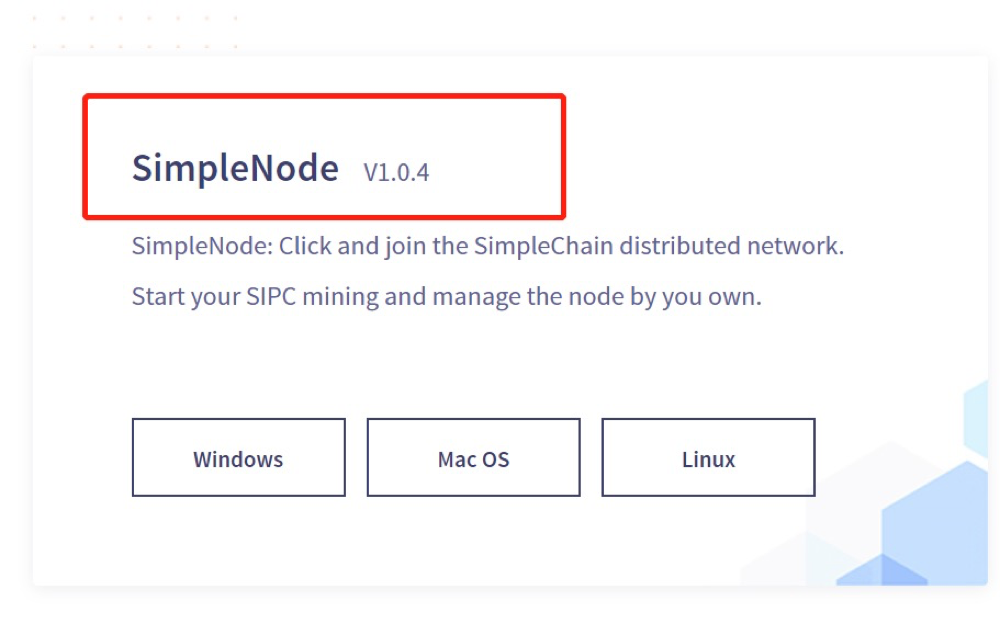 SimpleNode V1.0.4
SimpleNode: Click and join the SimpleChain distributed network.
Start your SIPC mining and manage the node by you own.
Windows Mac OS Linux